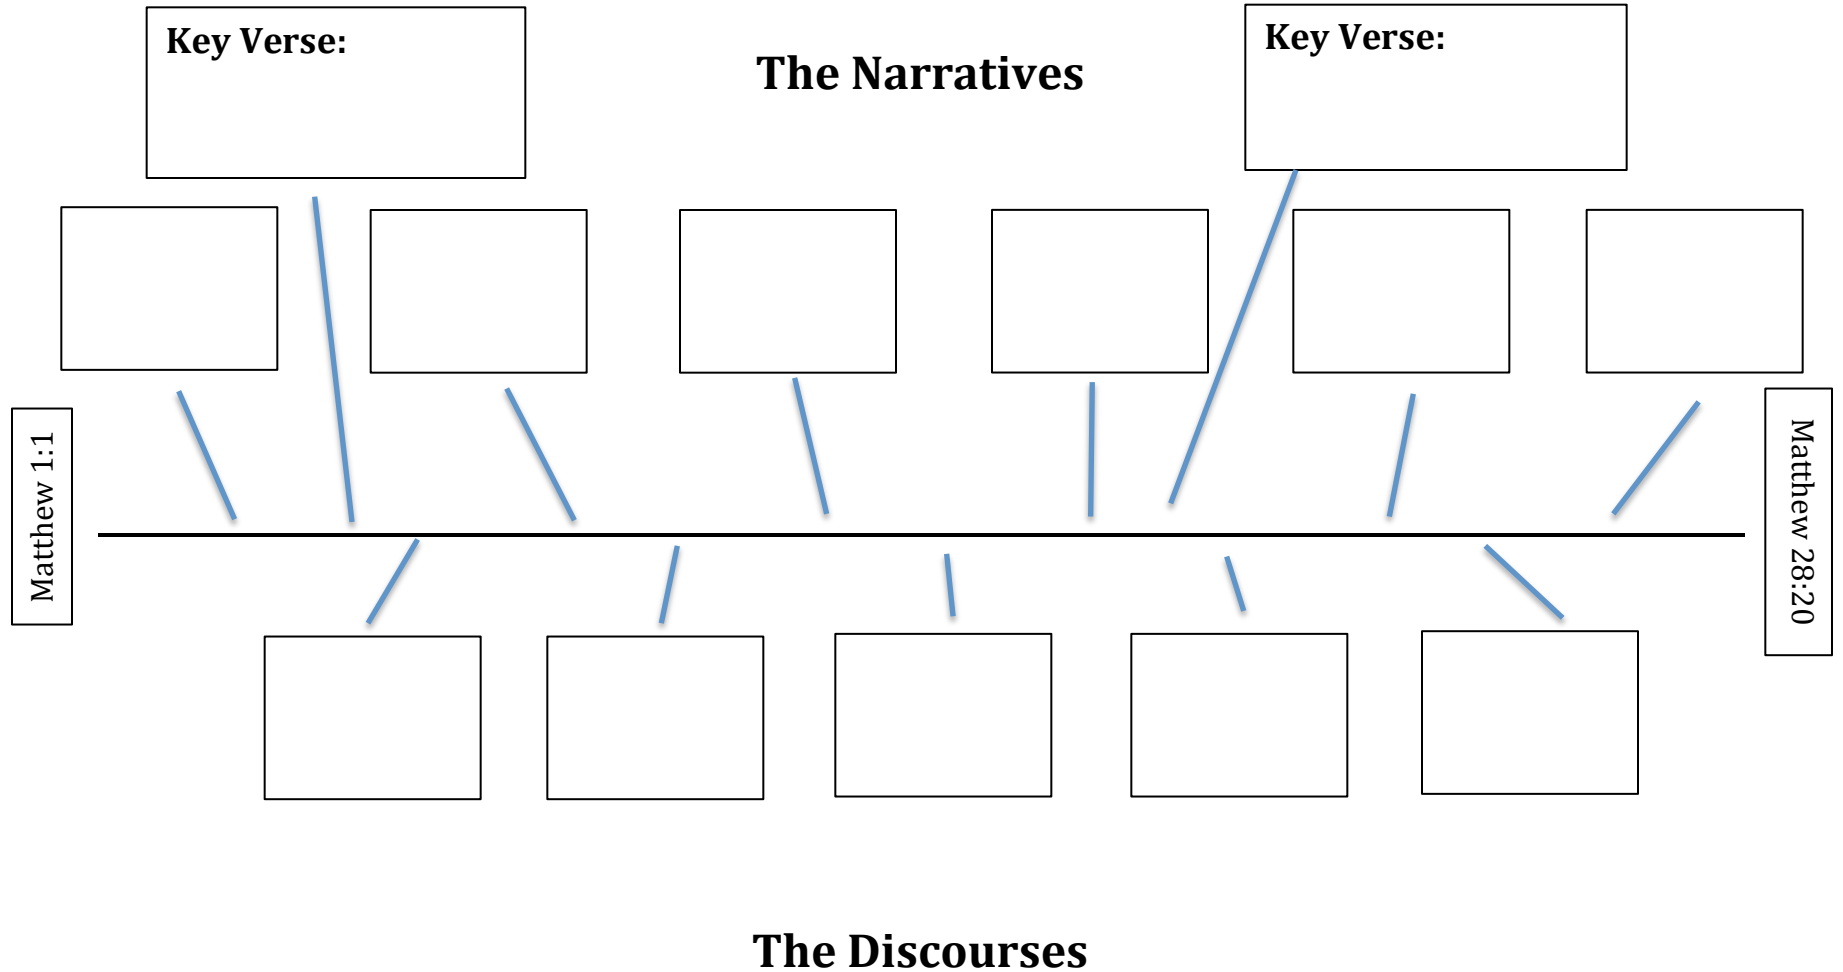 Key Verse:
The Narratives
Key Verse:
Matthew 1:1
Matthew 28:20
The Discourses